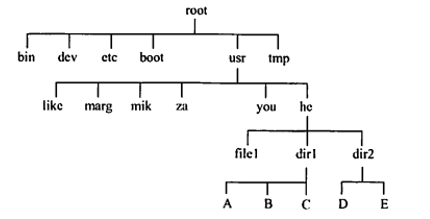 root
bin dev etc boot usr tmp
like marg mik za you he
file1 dir1 dir2
A B C D E